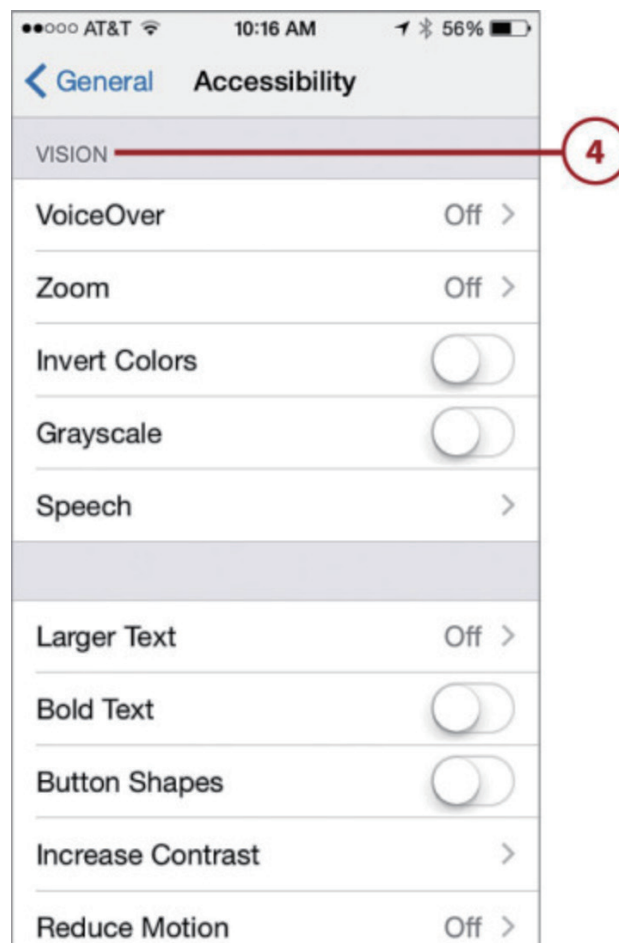 AT&T 10:16 AM 56%
General Accessibility
VISION
4
VoiceOver Off
Zoom Off
Invert Colors
Grayscale
Speech
Larger Text Off
Bold Text
Button Shapes
Increase Contrast
Reduce Motion Off